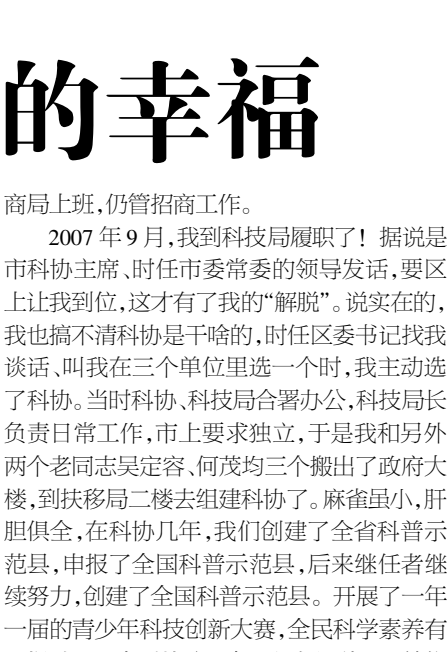 的幸福
商局上班,仍管招商工作。
2007 年 9 月,我到科技局履职了！据说是
市科协主席、时任市委常委的领导发话,要区
上让我到位,这才有了我的“解脱”。说实在的,
我也搞不清科协是干啥的,时任区委书记找我
谈话、叫我在三个单位里选一个时,我主动选
了科协。当时科协、科技局合署办公,科技局长
负责日常工作,市上要求独立,于是我和另外
两个老同志吴定容、何茂均三个搬出了政府大
楼,到扶移局二楼去组建科协了。麻雀虽小,肝
胆俱全,在科协几年,我们创建了全省科普示
范县,申报了全国科普示范县,后来继任者继
续努力,创建了全国科普示范县。开展了一年
一届的青少年科技创新大赛,全民科学素养有